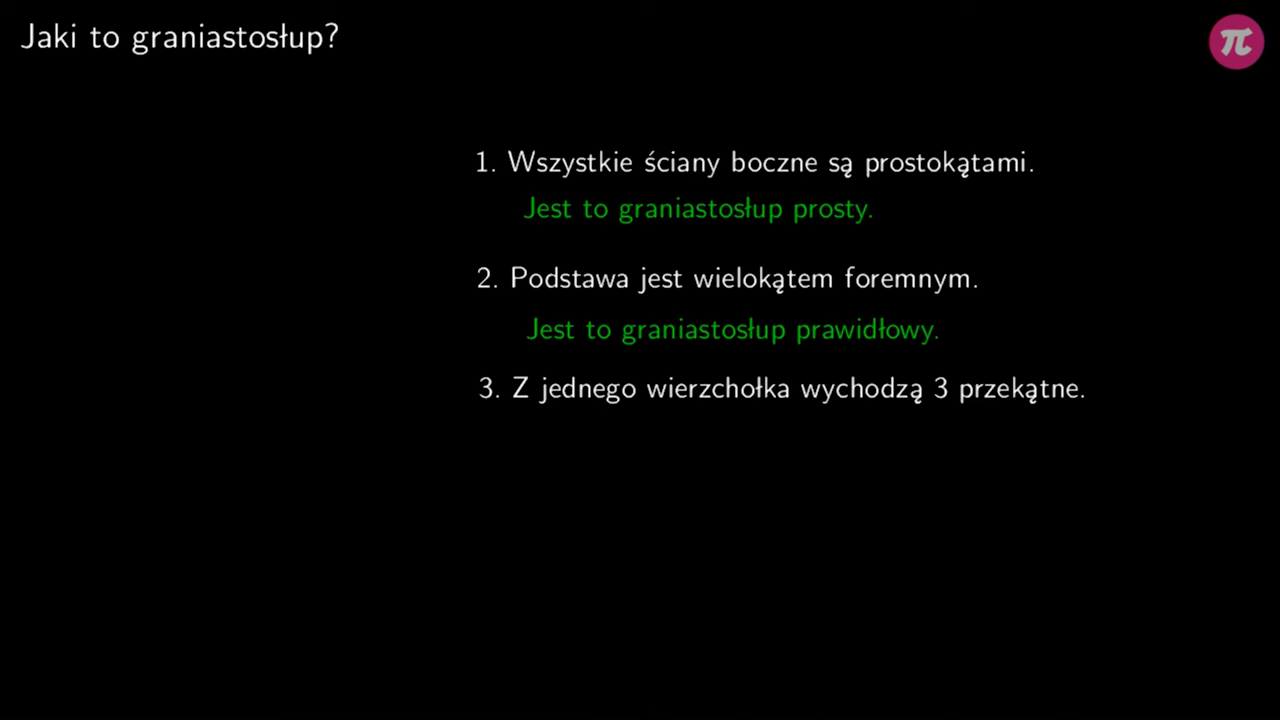 Jaki to graniastosłup?
π
1. Wszystkie ściany boczne są prostokątami.
Jest to graniastosłup prosty.
2. Podstawa jest wielokątem foremnym.
Jest to graniastosłup prawidłowy.
3. Z jednego wierzchołka wychodzą 3 przekątne.